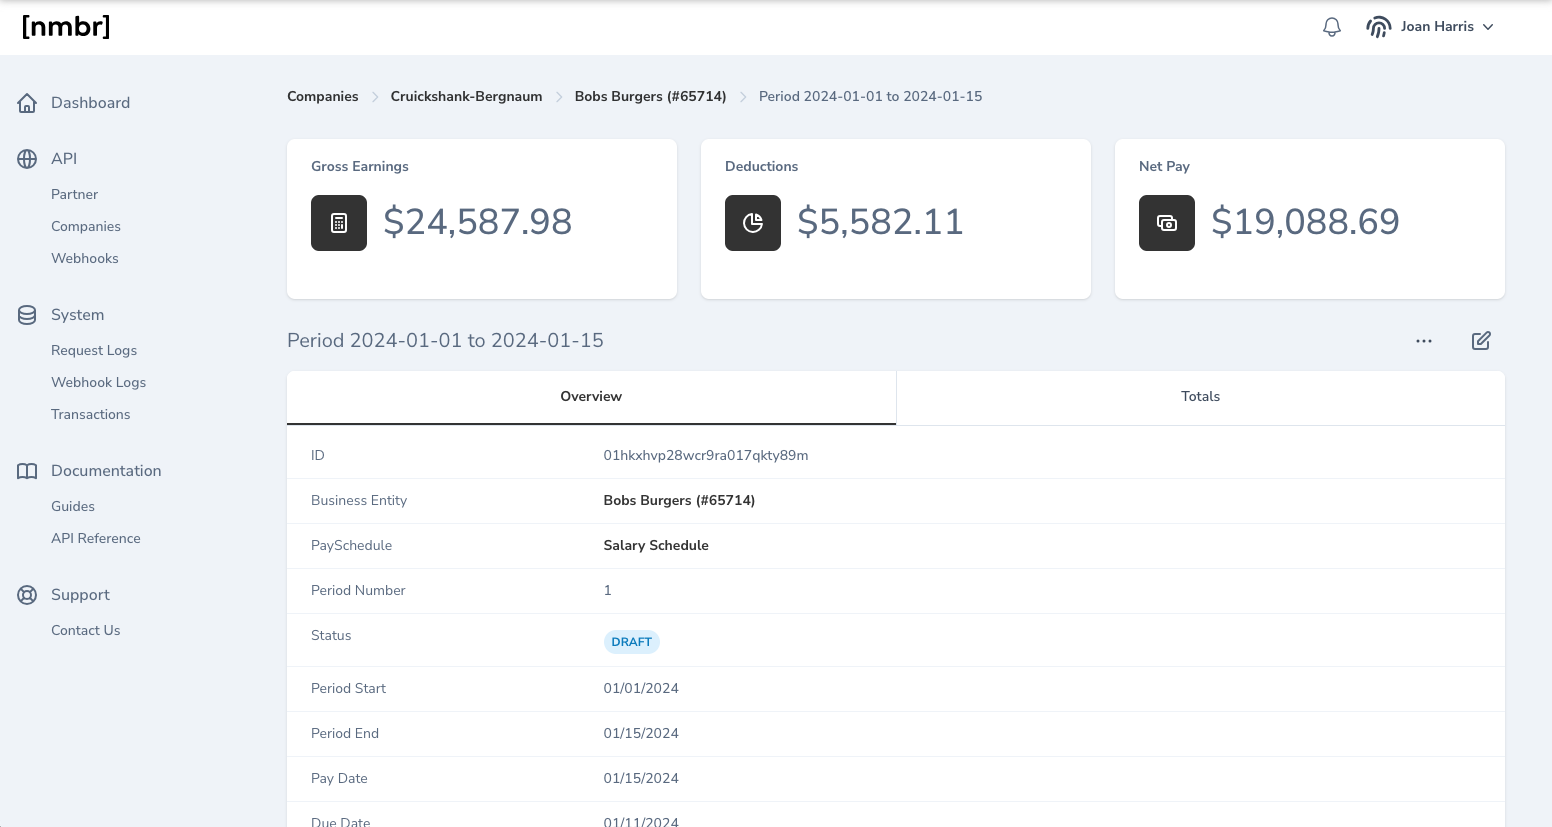 [nmbr]
Joan Harris
Dashboard
API
Partner
Companies
Webhooks
System
Request Logs
Webhook Logs
Transactions
Documentation
Guides
API Reference
Support
Contact Us
Companies > Cruickshank-Bergnaum > Bobs Burgers (#65714) > Period 2024-01-01 to 2024-01-15
Gross Earnings
$24,587.98
Deductions
$5,582.11
Net Pay
$19,088.69
Period 2024-01-01 to 2024-01-15
Overview Totals
ID 01hkxhvp28wcr9ra017qkty89m
Business Entity Bobs Burgers (#65714)
PaySchedule Salary Schedule
Period Number 1
Status DRAFT
Period Start 01/01/2024
Period End 01/15/2024
Pay Date 01/15/2024
Due Date 01/11/2024